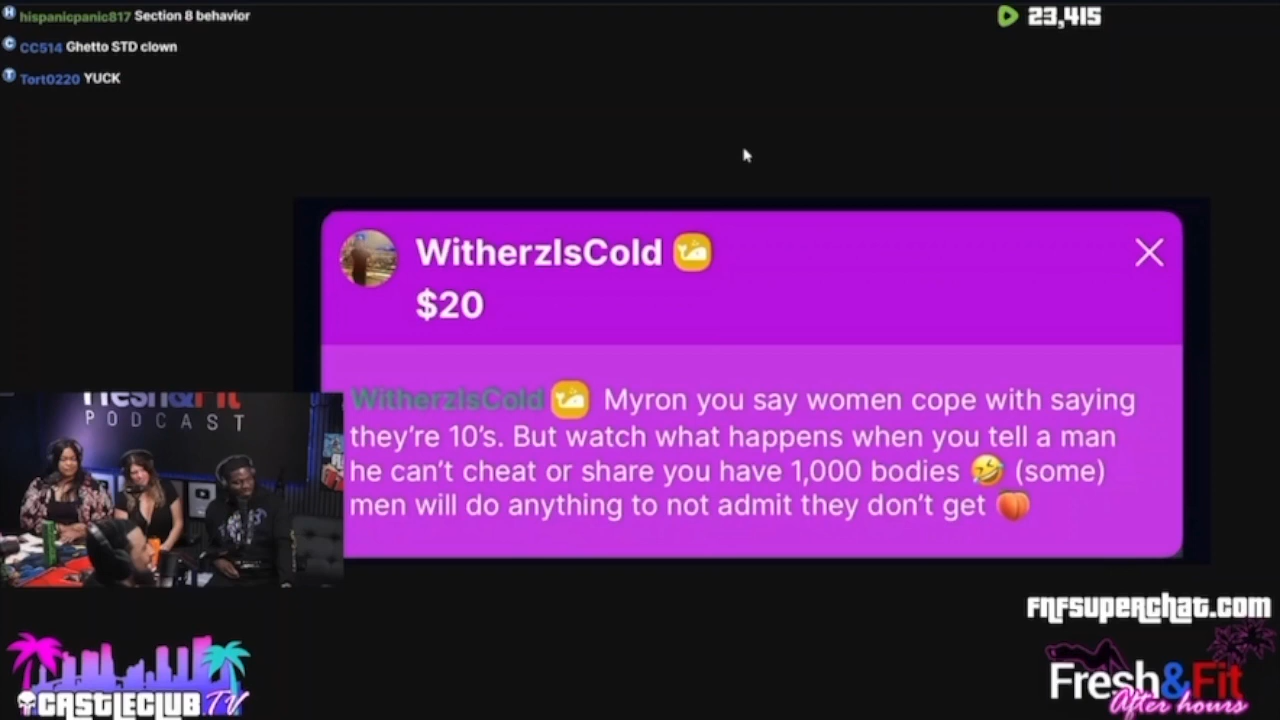 hispanicpanic817 Section 8 behavior
CC514 Ghetto STD clown
Tort0220 YUCK
23,415
WitherzIsCold
$20
WitherzIsCold Myron you say women cope with saying
they're 10's. But watch what happens when you tell a man
he can't cheat or share you have 1,000 bodies 🤣 (some)
men will do anything to not admit they don't get 🍑
Fresh&Fit
PODCAST
FNFSUPERCHAT.COM
CASTLECLUB TV
Fresh&Fit
After hours